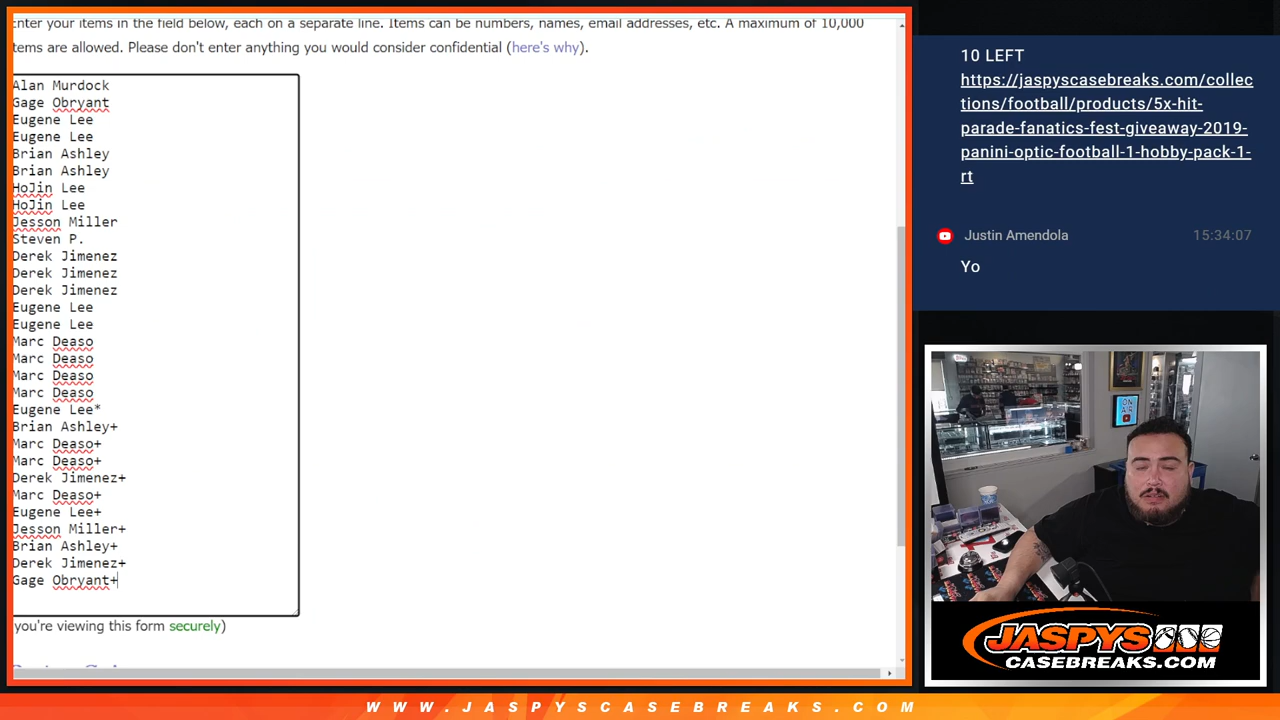 Enter your items in the field below, each on a separate line. Items can be numbers, names, email addresses, etc. A maximum of 10,000
tems are allowed. Please don't enter anything you would consider confidential (here's why).
Alan Murdock
Gage Obryant
Eugene Lee
Eugene Lee
Brian Ashley
Brian Ashley
HoJin Lee
HoJin Lee
Jesson Miller
Steven P.
Derek Jimenez
Derek Jimenez
Derek Jimenez
Eugene Lee
Eugene Lee
Marc Deaso
Marc Deaso
Marc Deaso
Marc Deaso
Eugene Lee*
Brian Ashley+
Marc Deaso+
Marc Deaso+
Derek Jimenez+
Marc Deaso+
Eugene Lee+
Jesson Miller+
Brian Ashley+
Derek Jimenez+
Gage Obryant+
you're viewing this form securely)
10 LEFT
https://jaspyscasebreaks.com/collec
tions/football/products/5x-hit-
parade-fanatics-fest-giveaway-2019-
panini-optic-football-1-hobby-pack-1-
rt
Justin Amendola 15:34:07
Yo
ON AIR
JASPYS
CASEBREAKS.COM
WWW.JASPYSCASEBREAKS.COM